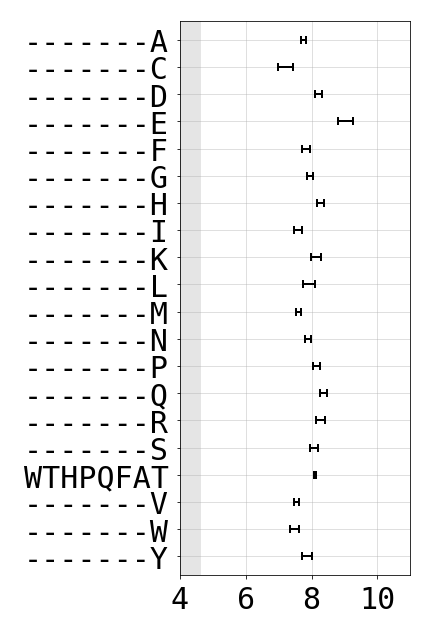 -------A
-------C
-------D
-------E
-------F
-------G
-------H
-------I
-------K
-------L
-------M
-------N
-------P
-------Q
-------R
-------S
WTHPQFAT
-------V
-------W
-------Y
4 6 8 10